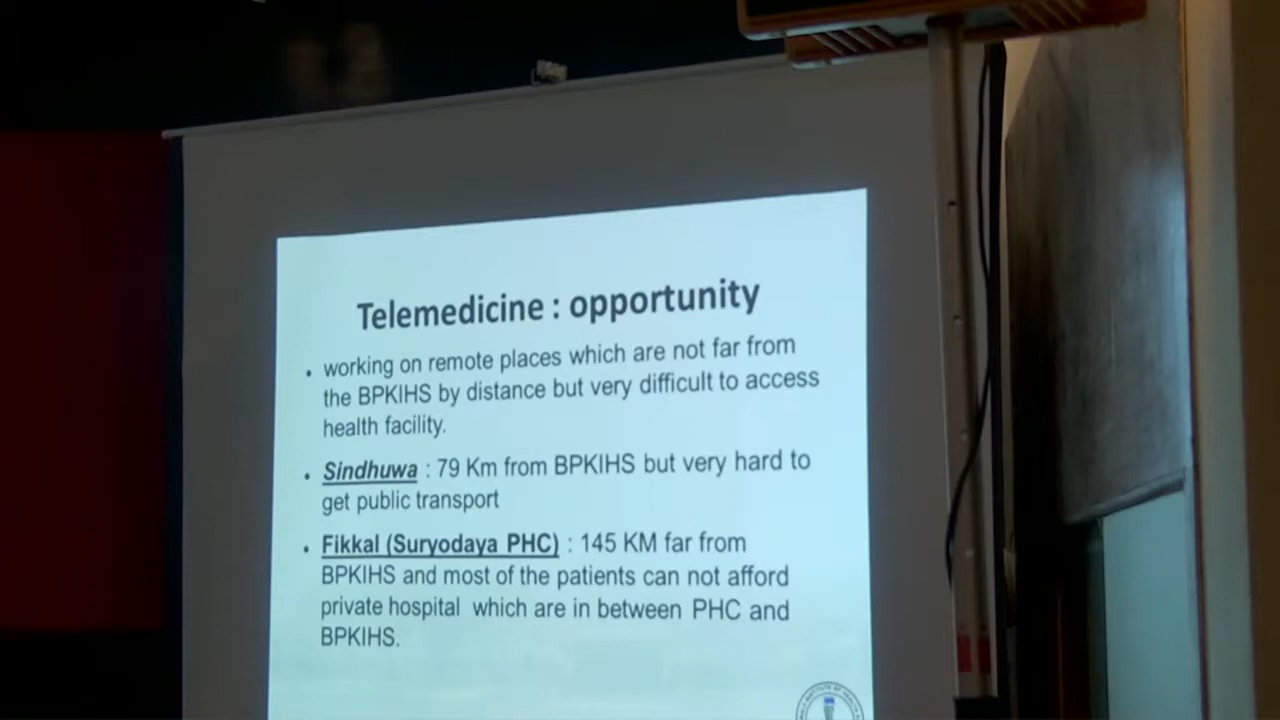 Telemedicine : opportunity
• working on remote places which are not far from
the BPKIHS by distance but very difficult to access
health facility.
• Sindhuwa : 79 Km from BPKIHS but very hard to
get public transport
• Fikkal (Suryodaya PHC) : 145 KM far from
BPKIHS and most of the patients can not afford
private hospital which are in between PHC and
BPKIHS.